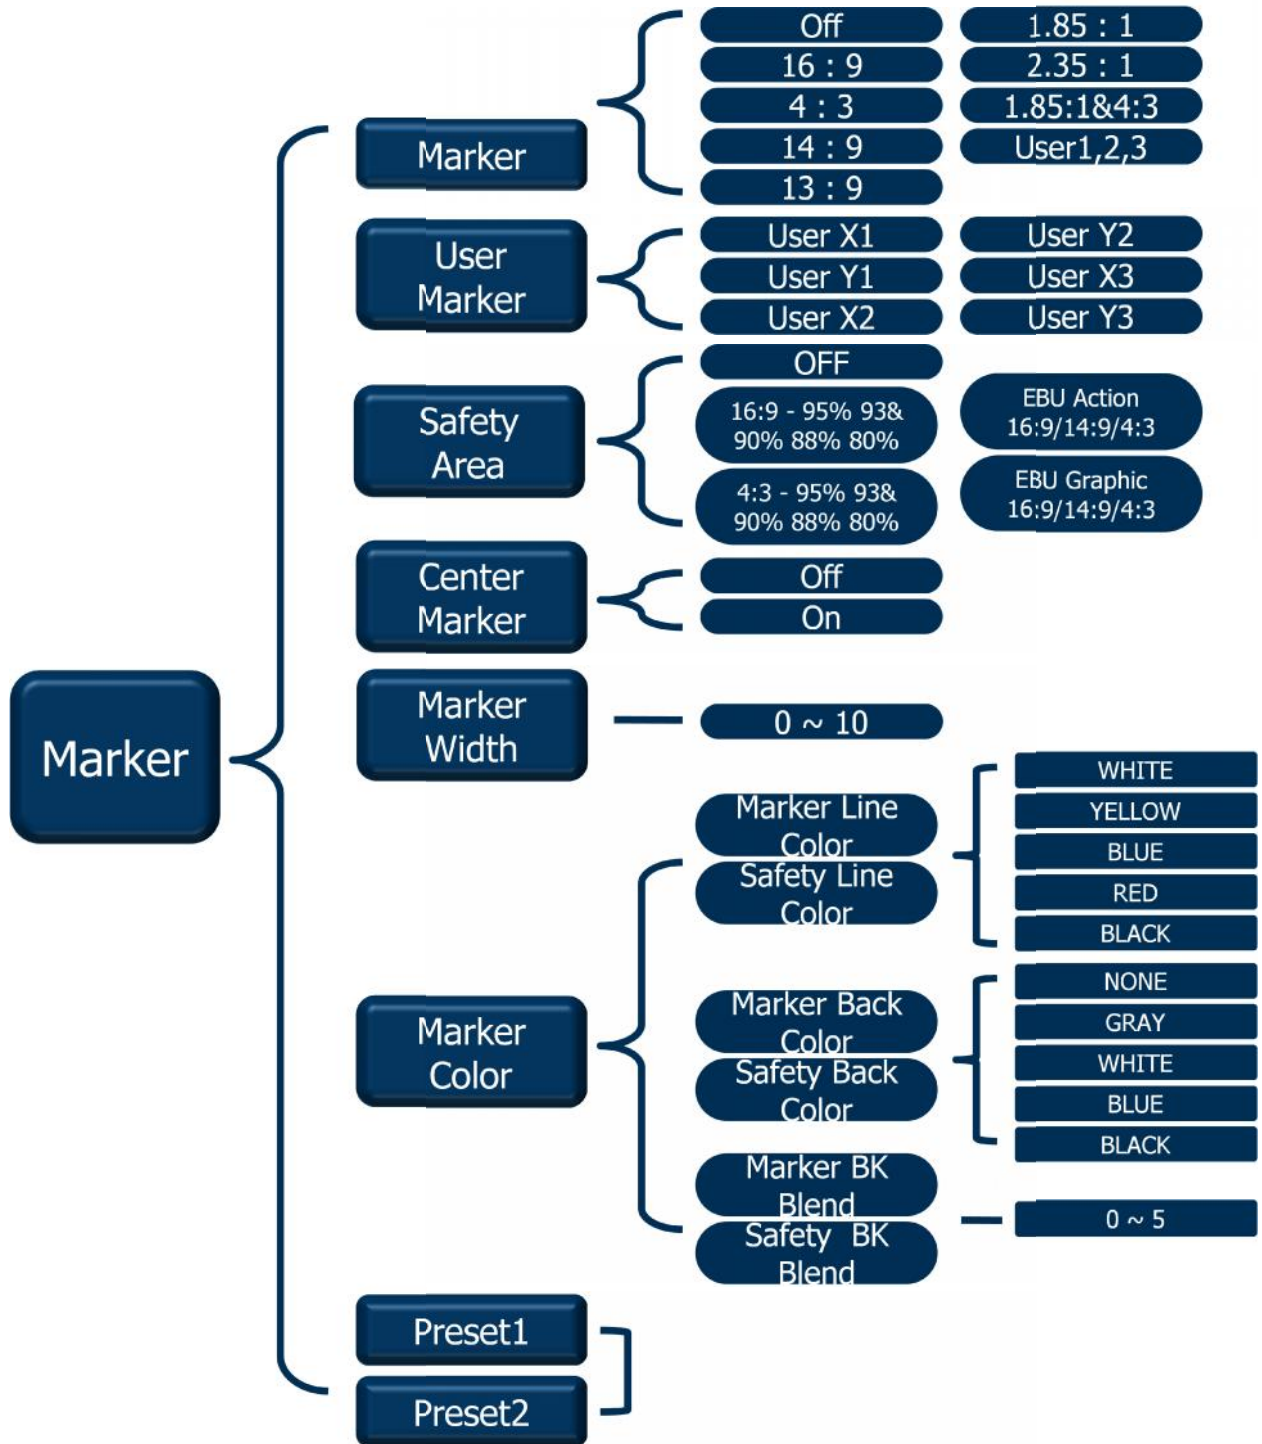 Marker
Marker
Off
16 : 9
4 : 3
14 : 9
13 : 9
1.85 : 1
2.35 : 1
1.85:1&4:3
User1,2,3
User
Marker
User X1
User Y1
User X2
User Y2
User X3
User Y3
Safety
Area
OFF
16:9 - 95% 93&
90% 88% 80%
4:3 - 95% 93&
90% 88% 80%
EBU Action
16:9/14:9/4:3
EBU Graphic
16:9/14:9/4:3
Center
Marker
Off
On
Marker
Width
0 ~ 10
Marker
Color
Marker Line
Color
Safety Line
Color
WHITE
YELLOW
BLUE
RED
BLACK
Marker Back
Color
Safety Back
Color
NONE
GRAY
WHITE
BLUE
BLACK
Marker BK
Blend
Safety BK
Blend
0 ~ 5
Preset1
Preset2